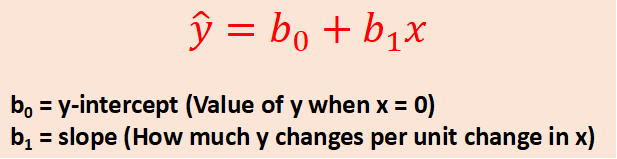 ŷ = b₀ + b₁x
b₀ = y-intercept (Value of y when x = 0)
b₁ = slope (How much y changes per unit change in x)